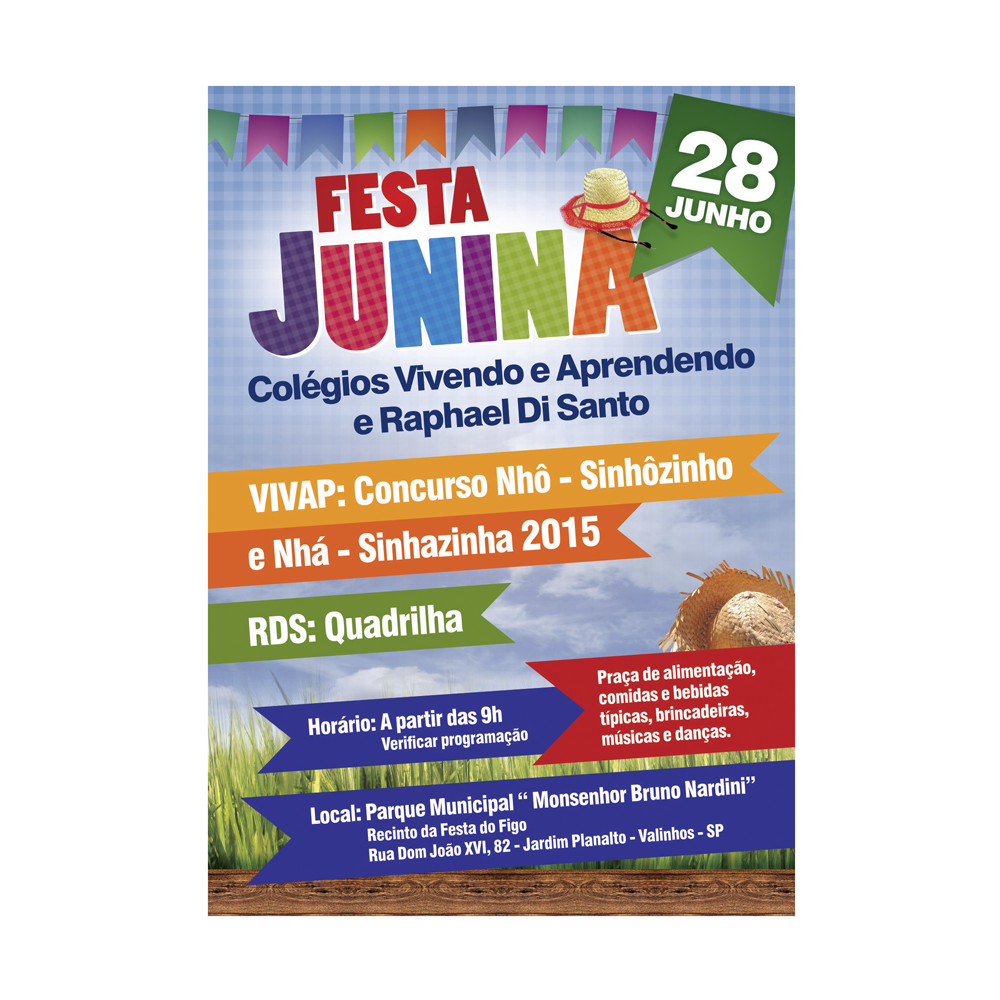 28
JUNHO
FESTA
JUNINA
Colégios Vivendo e Aprendendo
e Raphael Di Santo
VIVAP: Concurso Nhô - Sinhôzinho
e Nhá - Sinhazinha 2015
RDS: Quadrilha
Praça de alimentação,
comidas e bebidas
típicas, brincadeiras,
músicas e danças.
Horário: A partir das 9h
Verificar programação
Local: Parque Municipal “ Monsenhor Bruno Nardini”
Recinto da Festa do Figo
Rua Dom João XVI, 82 - Jardim Planalto - Valinhos - SP